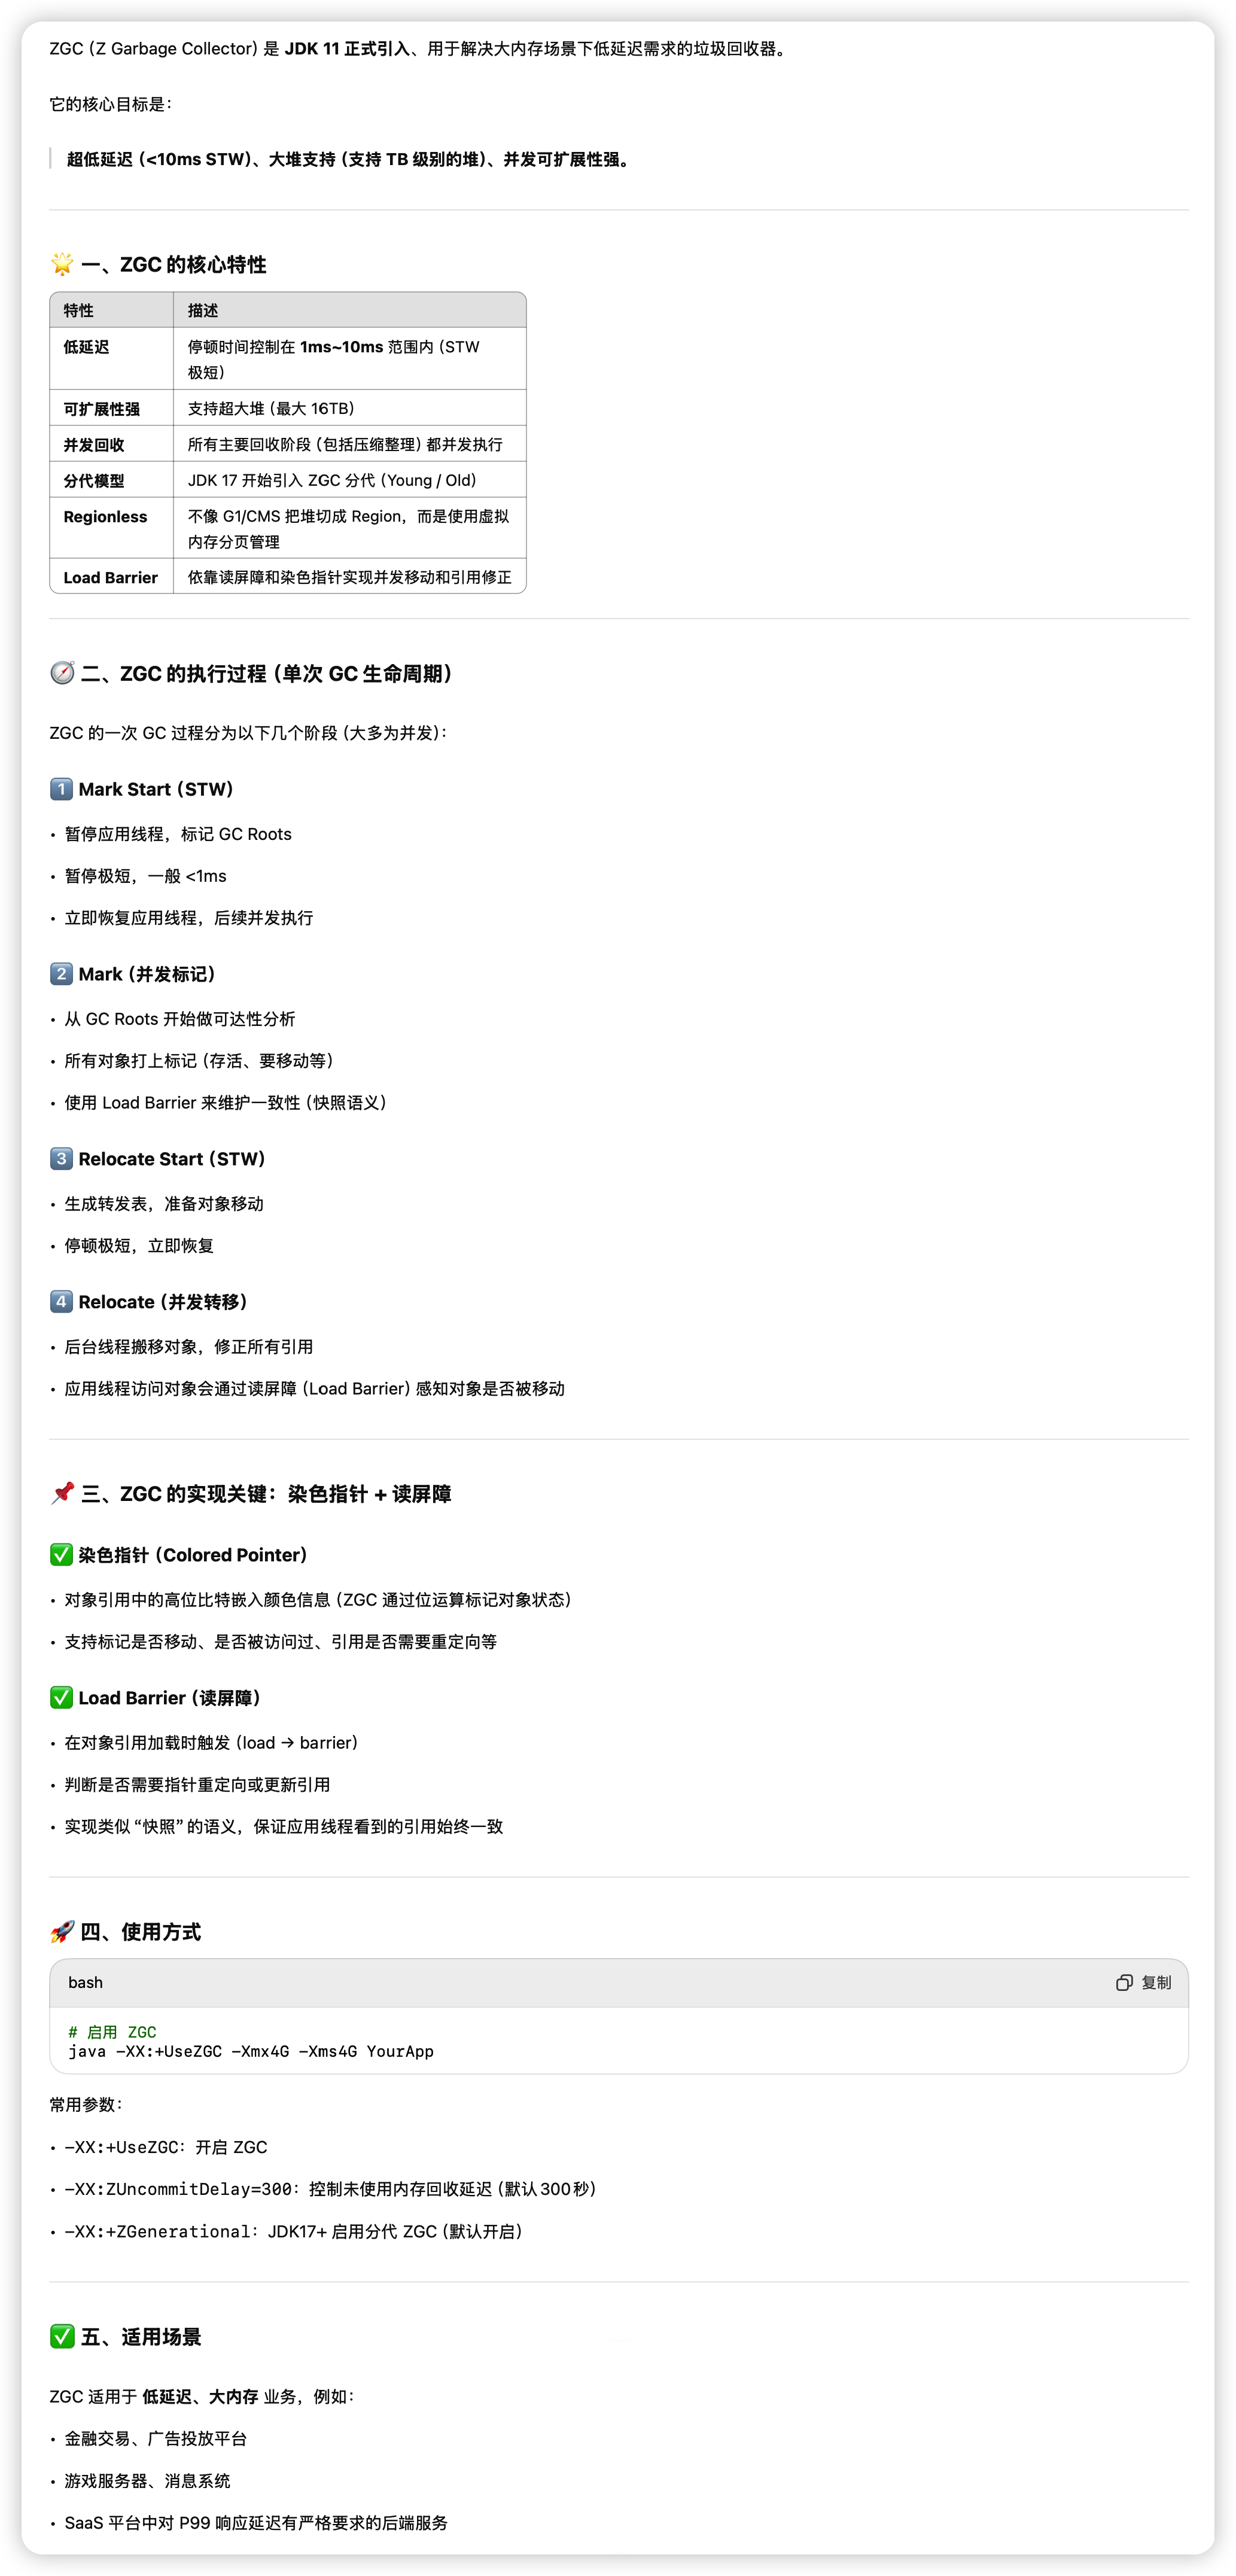 ZGC（Z Garbage Collector）是 JDK 11 正式引入、用于解决大内存场景下低延迟需求的垃圾回收器。
它的核心目标是：
超低延迟（<10ms STW）、大堆支持（支持 TB 级别的堆）、并发可扩展性强。
🌟 一、ZGC 的核心特性
特性 描述
低延迟 停顿时间控制在 1ms~10ms 范围内（STW
极短）
可扩展性强 支持超大堆（最大 16TB）
并发回收 所有主要回收阶段（包括压缩整理）都并发执行
分代模型 JDK 17 开始引入 ZGC 分代（Young / Old）
Regionless 不像 G1/CMS 把堆切成 Region，而是使用虚拟
内存分页管理
Load Barrier 依靠读屏障和染色指针实现并发移动和引用修正
🧭 二、ZGC 的执行过程（单次 GC 生命周期）
ZGC 的一次 GC 过程分为以下几个阶段（大多为并发）：
1️⃣ Mark Start（STW）
• 暂停应用线程，标记 GC Roots
• 暂停极短，一般 <1ms
• 立即恢复应用线程，后续并发执行
2️⃣ Mark（并发标记）
• 从 GC Roots 开始做可达性分析
• 所有对象打上标记（存活、要移动等）
• 使用 Load Barrier 来维护一致性（快照语义）
3️⃣ Relocate Start（STW）
• 生成转发表，准备对象移动
• 停顿极短，立即恢复
4️⃣ Relocate（并发转移）
• 后台线程搬移对象，修正所有引用
• 应用线程访问对象会通过读屏障（Load Barrier）感知对象是否被移动
📌 三、ZGC 的实现关键：染色指针 + 读屏障
✅ 染色指针（Colored Pointer）
• 对象引用中的高位比特嵌入颜色信息（ZGC 通过位运算标记对象状态）
• 支持标记是否移动、是否被访问过、引用是否需要重定向等
✅ Load Barrier（读屏障）
• 在对象引用加载时触发（load → barrier）
• 判断是否需要指针重定向或更新引用
• 实现类似“快照”的语义，保证应用线程看到的引用始终一致
🚀 四、使用方式
bash 复制
# 启用 ZGC
java -XX:+UseZGC -Xmx4G -Xms4G YourApp
常用参数：
• -XX:+UseZGC：开启 ZGC
• -XX:ZUncommitDelay=300：控制未使用内存回收延迟（默认300秒）
• -XX:+ZGenerational：JDK17+ 启用分代 ZGC（默认开启）
✅ 五、适用场景
ZGC 适用于 低延迟、大内存 业务，例如：
• 金融交易、广告投放平台
• 游戏服务器、消息系统
• SaaS 平台中对 P99 响应延迟有严格要求的后端服务